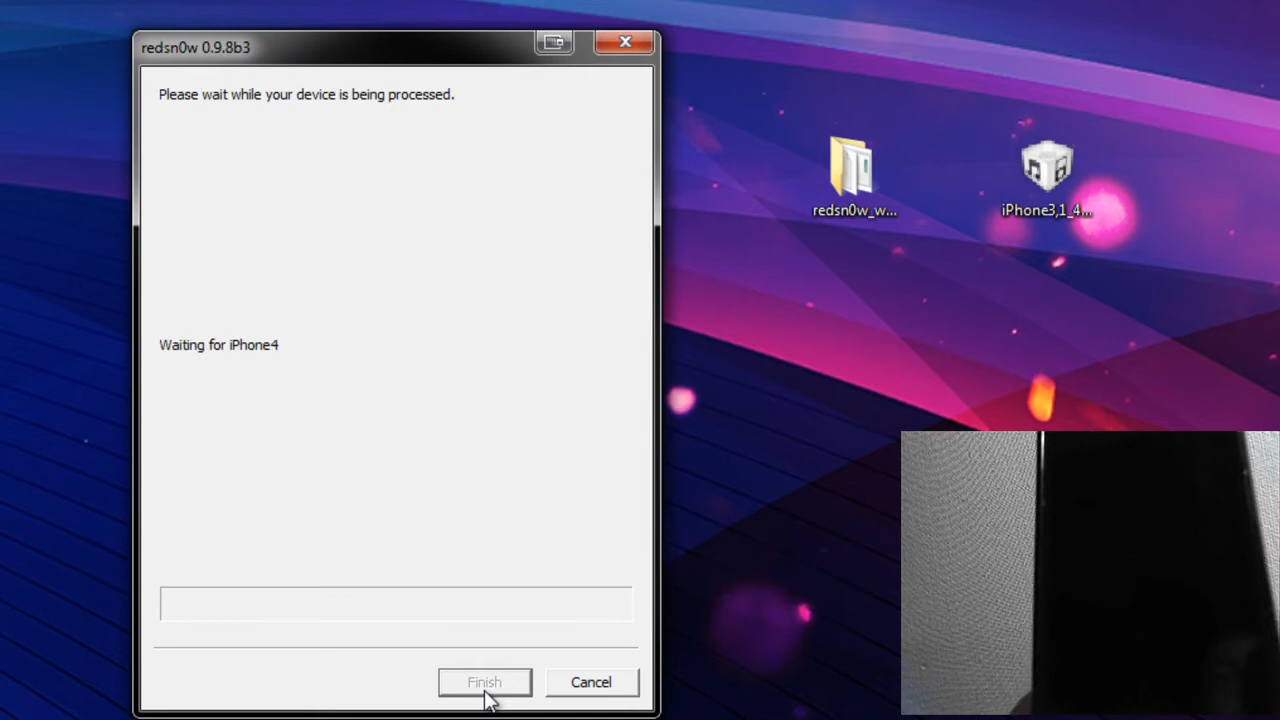 redsn0w 0.9.8b3
Please wait while your device is being processed.
Waiting for iPhone4
Finish
Cancel
redsn0w_w...
iPhone3,1_4...